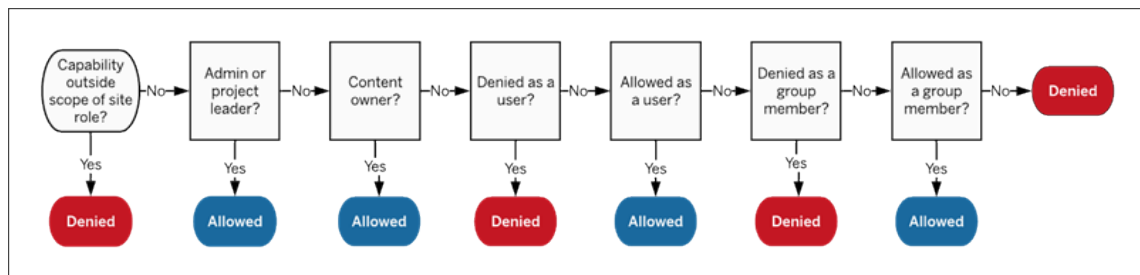 Capability
outside
scope of site
role?
No
Admin or
project
leader?
No
Content
owner?
No
Denied as
a user?
No
Allowed as
a user?
No
Denied as a
group
member?
No
Allowed as
a group
member?
No
Denied
Yes
Yes
Yes
Yes
Yes
Yes
Yes
Denied
Allowed
Allowed
Denied
Allowed
Denied
Allowed